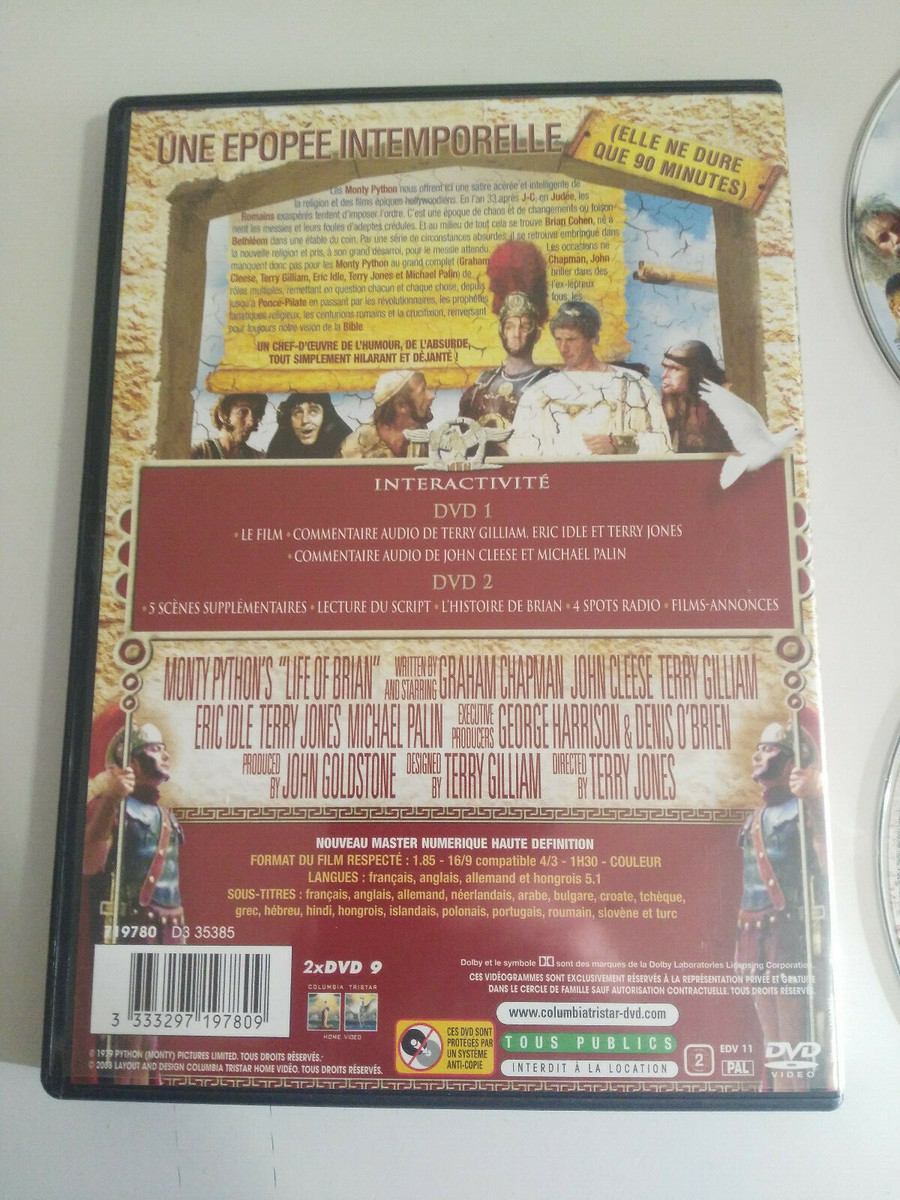 UNE EPOPÉE INTEMPORELLE
(ELLE NE DURE
QUE 90 MINUTES)
Les Monty Python nous offrent ici une satire acérée et intelligente de
la religion et des films épiques hollywoodiens. En l'an 33 après J-C, en Judée, les
Romains exaspérés tentent d'imposer l'ordre. C'est une époque de chaos et de changements où foison-
nent les messies et leurs foules d'adeptes crédules. Et au milieu de tout cela se trouve Brian Cohen, né à
Bethléem dans une étable du coin. Par une série de circonstances absurdes, il se retrouve embringué dans
la nouvelle religion et pris, à son grand désarroi, pour le messie attendu. Les occasions ne
manquent donc pas pour les Monty Python au grand complet (Graham Chapman, John
Cleese, Terry Gilliam, Eric Idle, Terry Jones et Michael Palin) de briller dans des
rôles multiples, remettant en question chacun et chaque chose, depuis l'ex-lépreux
jusqu'à Ponce-Pilate en passant par les révolutionnaires, les prophètes fous, les
fanatiques religieux, les centurions romains et la crucifixion, renversant
pour toujours notre vision de la Bible.
UN CHEF-D'ŒUVRE DE L'HUMOUR, DE L'ABSURDE,
TOUT SIMPLEMENT HILARANT ET DÉJANTÉ !
INTERACTIVITÉ
DVD 1
• LE FILM • COMMENTAIRE AUDIO DE TERRY GILLIAM, ERIC IDLE ET TERRY JONES
• COMMENTAIRE AUDIO DE JOHN CLEESE ET MICHAEL PALIN
DVD 2
• 5 SCÈNES SUPPLÉMENTAIRES • LECTURE DU SCRIPT • L'HISTOIRE DE BRIAN • 4 SPOTS RADIO • FILMS-ANNONCES
MONTY PYTHON'S "LIFE OF BRIAN" WRITTEN BY AND STARRING GRAHAM CHAPMAN JOHN CLEESE TERRY GILLIAM
ERIC IDLE TERRY JONES MICHAEL PALIN EXECUTIVE PRODUCERS GEORGE HARRISON & DENIS O'BRIEN
PRODUCED BY JOHN GOLDSTONE DESIGNED BY TERRY GILLIAM DIRECTED BY TERRY JONES
NOUVEAU MASTER NUMERIQUE HAUTE DEFINITION
FORMAT DU FILM RESPECTÉ : 1.85 - 16/9 compatible 4/3 - 1H30 - COULEUR
LANGUES : français, anglais, allemand et hongrois 5.1
SOUS-TITRES : français, anglais, allemand, néerlandais, arabe, bulgare, croate, tchèque,
grec, hébreu, hindi, hongrois, islandais, polonais, portugais, roumain, slovène et turc
719780 D3 35385
3 333297 197809
2xDVD 9
COLUMBIA TRISTAR
HOME VIDEO
Dolby et le symbole DD sont des marques de la Dolby Laboratories Licensing Corporation.
CES VIDÉOGRAMMES SONT EXCLUSIVEMENT RÉSERVÉS À LA REPRÉSENTATION PRIVÉE ET GRATUITE
DANS LE CERCLE DE FAMILLE SAUF AUTORISATION CONTRACTUELLE. TOUS DROITS RÉSERVÉS.
www.columbiatristar-dvd.com
CES DVD SONT
PROTÉGÉS PAR
UN SYSTÈME
ANTI-COPIE
TOUS PUBLICS
INTERDIT À LA LOCATION
2
EDV 11
PAL
DVD
VIDEO
© 1979 PYTHON (MONTY) PICTURES LIMITED. TOUS DROITS RÉSERVÉS.
© 2003 LAYOUT AND DESIGN COLUMBIA TRISTAR HOME VIDÉO. TOUS DROITS RÉSERVÉS.